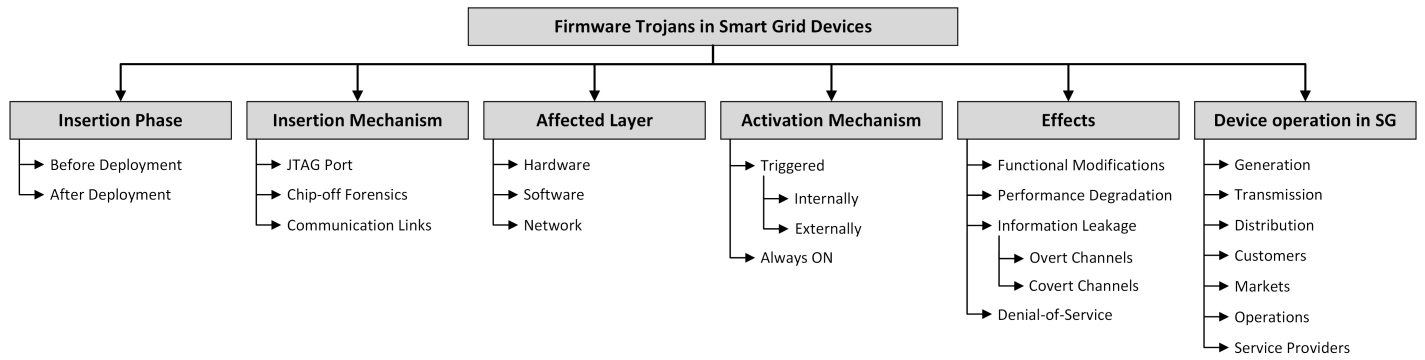 Firmware Trojans in Smart Grid Devices
Insertion Phase
Before Deployment
After Deployment
Insertion Mechanism
JTAG Port
Chip-off Forensics
Communication Links
Affected Layer
Hardware
Software
Network
Activation Mechanism
Triggered
Internally
Externally
Always ON
Effects
Functional Modifications
Performance Degradation
Information Leakage
Overt Channels
Covert Channels
Denial-of-Service
Device operation in SG
Generation
Transmission
Distribution
Customers
Markets
Operations
Service Providers